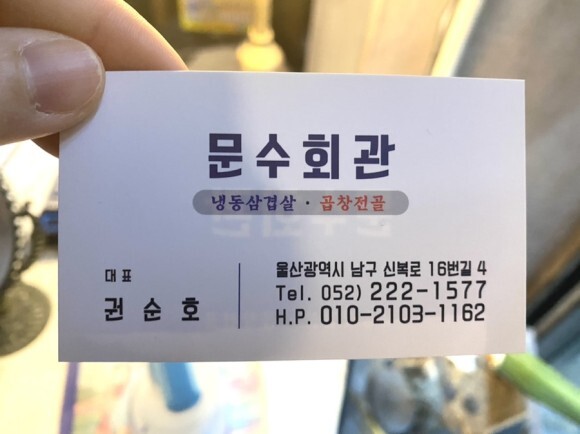 문수회관
냉동삼겹살 · 곱창전골
대표
권순호
울산광역시 남구 신복로 16번길 4
Tel. 052) 222-1577
H.P. 010-2103-1162